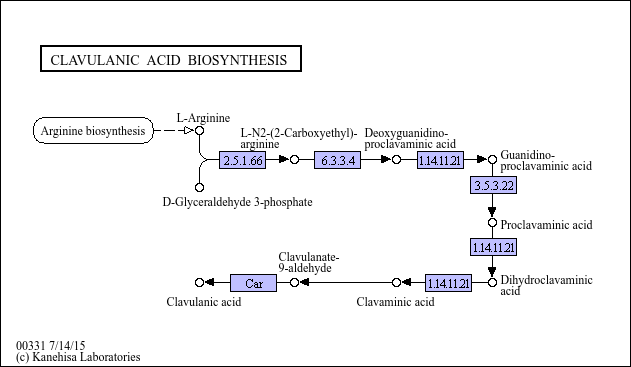 CLAVULANIC ACID BIOSYNTHESIS
L-Arginine
Arginine biosynthesis
L-N2-(2-Carboxyethyl)-
arginine
Deoxyguanidino-
proclavaminic acid
2.5.1.66
6.3.3.4
1.14.11.21
Guanidino-
proclavaminic acid
3.5.3.22
D-Glyceraldehyde 3-phosphate
Proclavaminic acid
1.14.11.21
Clavulanate-
9-aldehyde
Car
1.14.11.21
Dihydroclavaminic
acid
Clavulanic acid
Clavaminic acid
00331 7/14/15
(c) Kanehisa Laboratories